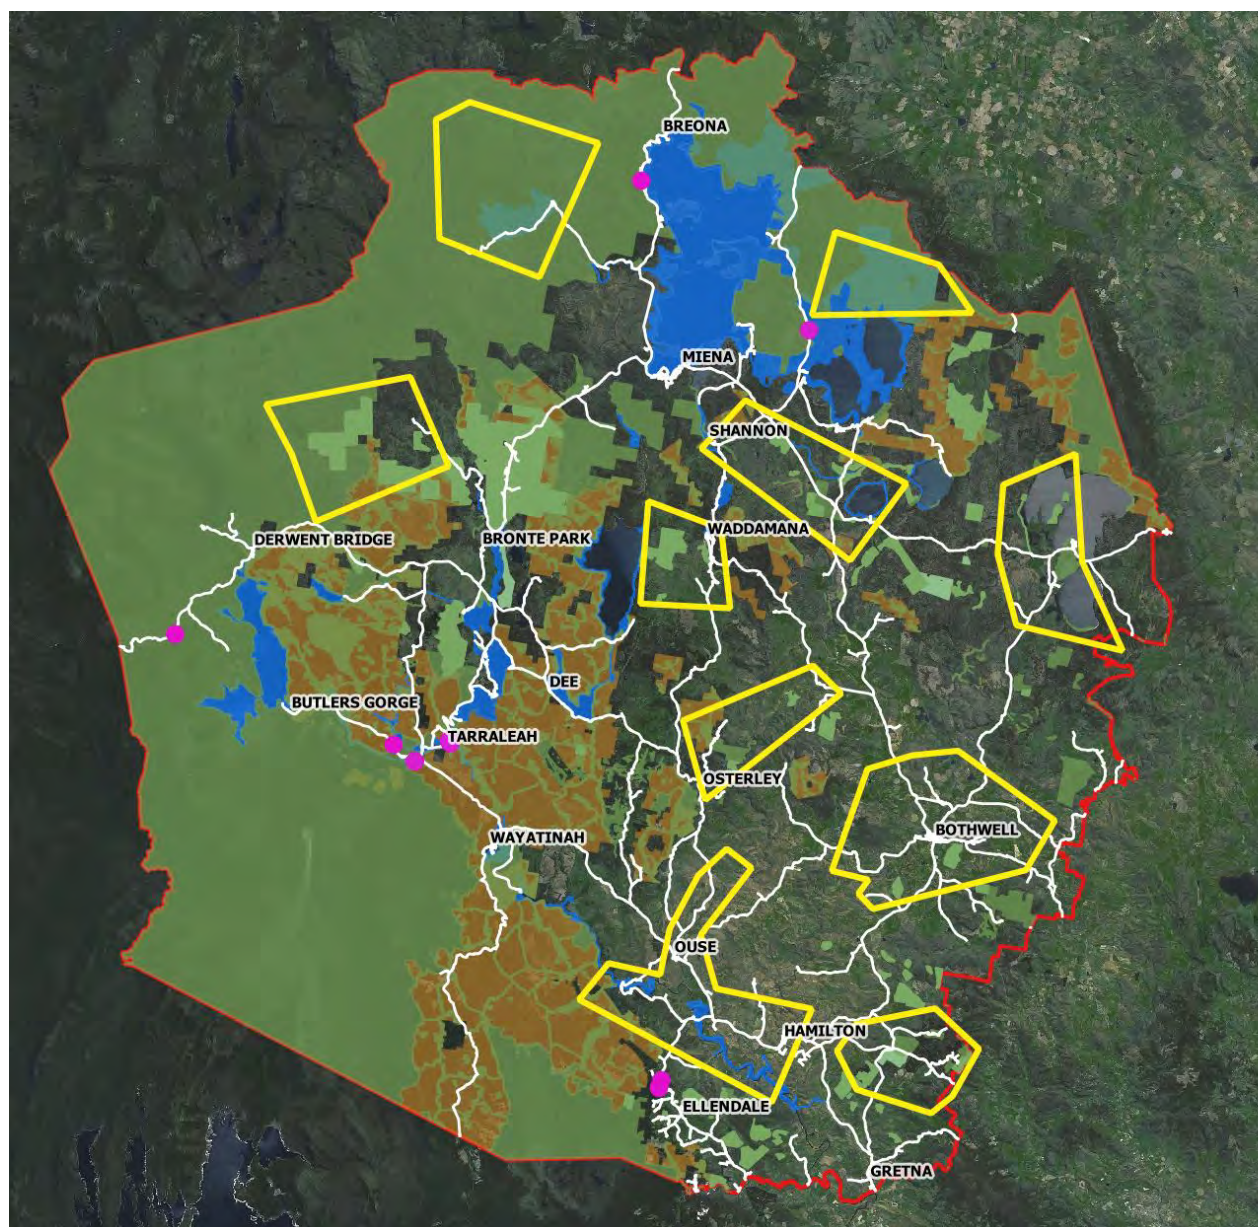 BREONA
MIENA
SHANNON
WADDAMANA
DERWENT BRIDGE
BRONTE PARK
DEE
BUTLERS GORGE
TARRALEAH
OSTERLEY
WAYATINAH
BOTHWELL
OUSE
HAMILTON
ELLENDALE
GRETNA